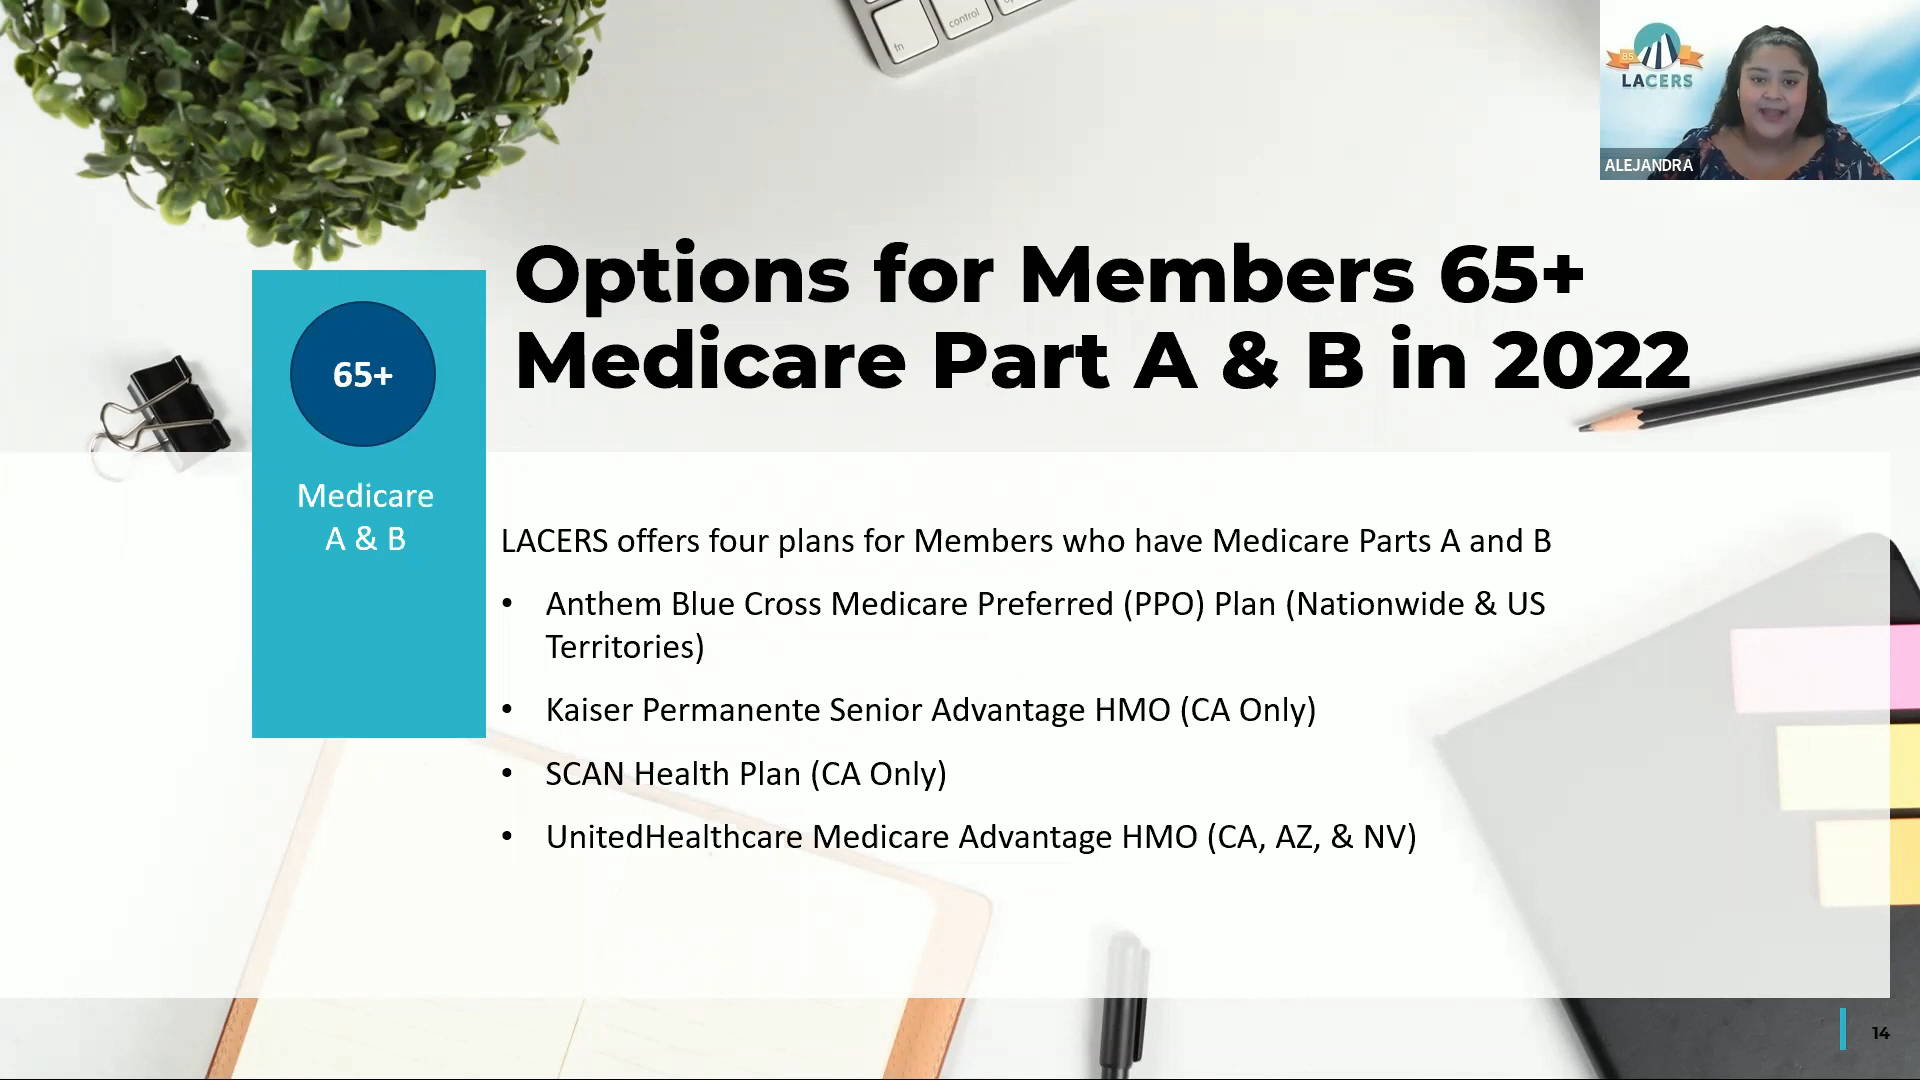 fn
control
85
LACERS
ALEJANDRA
Options for Members 65+
Medicare Part A & B in 2022
65+
Medicare
A & B
LACERS offers four plans for Members who have Medicare Parts A and B
• Anthem Blue Cross Medicare Preferred (PPO) Plan (Nationwide & US
Territories)
• Kaiser Permanente Senior Advantage HMO (CA Only)
• SCAN Health Plan (CA Only)
• UnitedHealthcare Medicare Advantage HMO (CA, AZ, & NV)
14